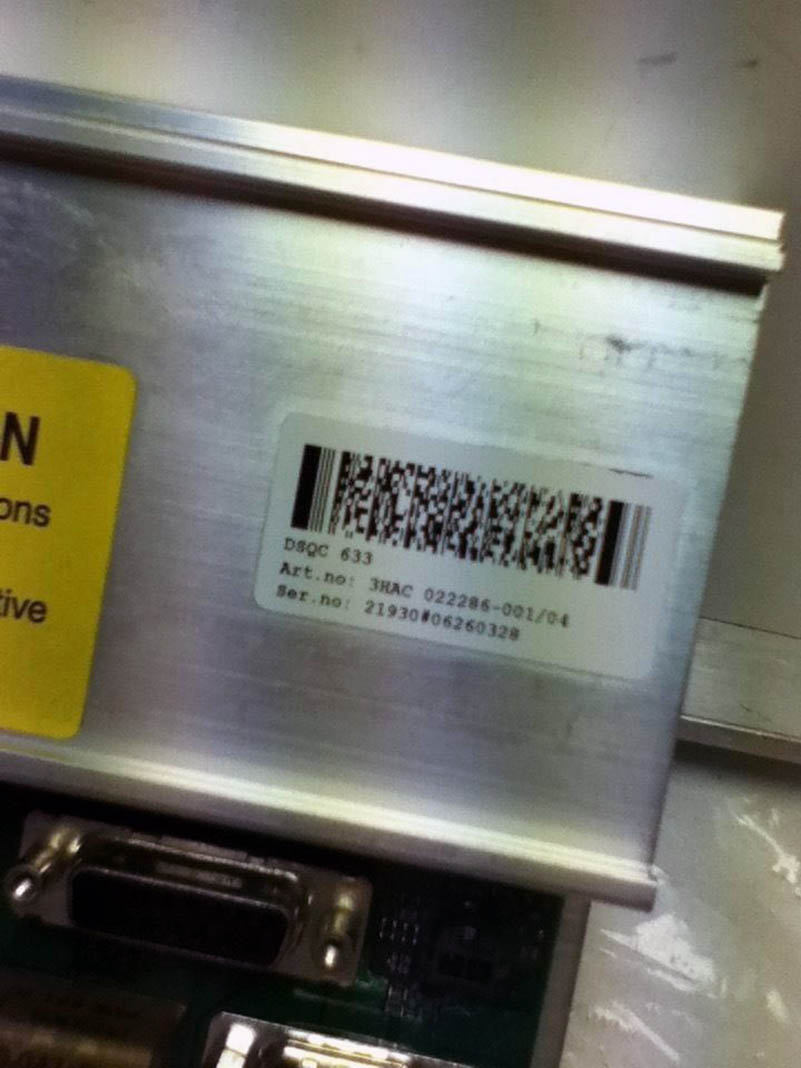 N
ons
tive
DSQC 633
Art.no: 3HAC 022286-001/04
Ser.no: 21930#06260328